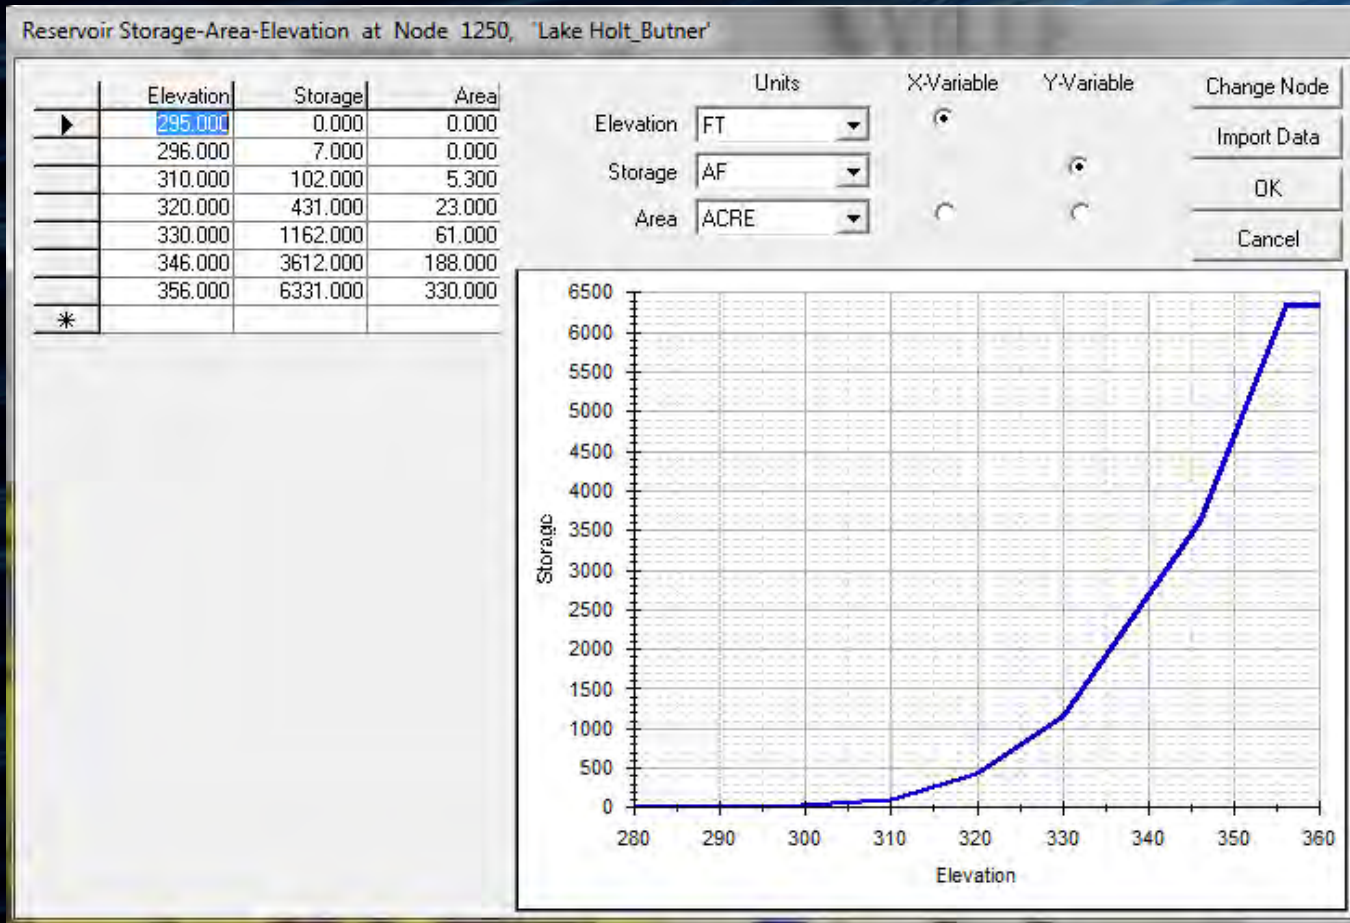 Reservoir Storage-Area-Elevation at Node 1250, 'Lake Holt_Butner'
Elevation Storage Area
295.000 0.000 0.000
296.000 7.000 0.000
310.000 102.000 5.300
320.000 431.000 23.000
330.000 1162.000 61.000
346.000 3612.000 188.000
356.000 6331.000 330.000
*
Units X-Variable Y-Variable
Elevation FT
Storage AF
Area ACRE
Change Node
Import Data
OK
Cancel
6500
6000
5500
5000
4500
4000
3500
3000
2500
2000
1500
1000
500
0
Storage
280 290 300 310 320 330 340 350 360
Elevation